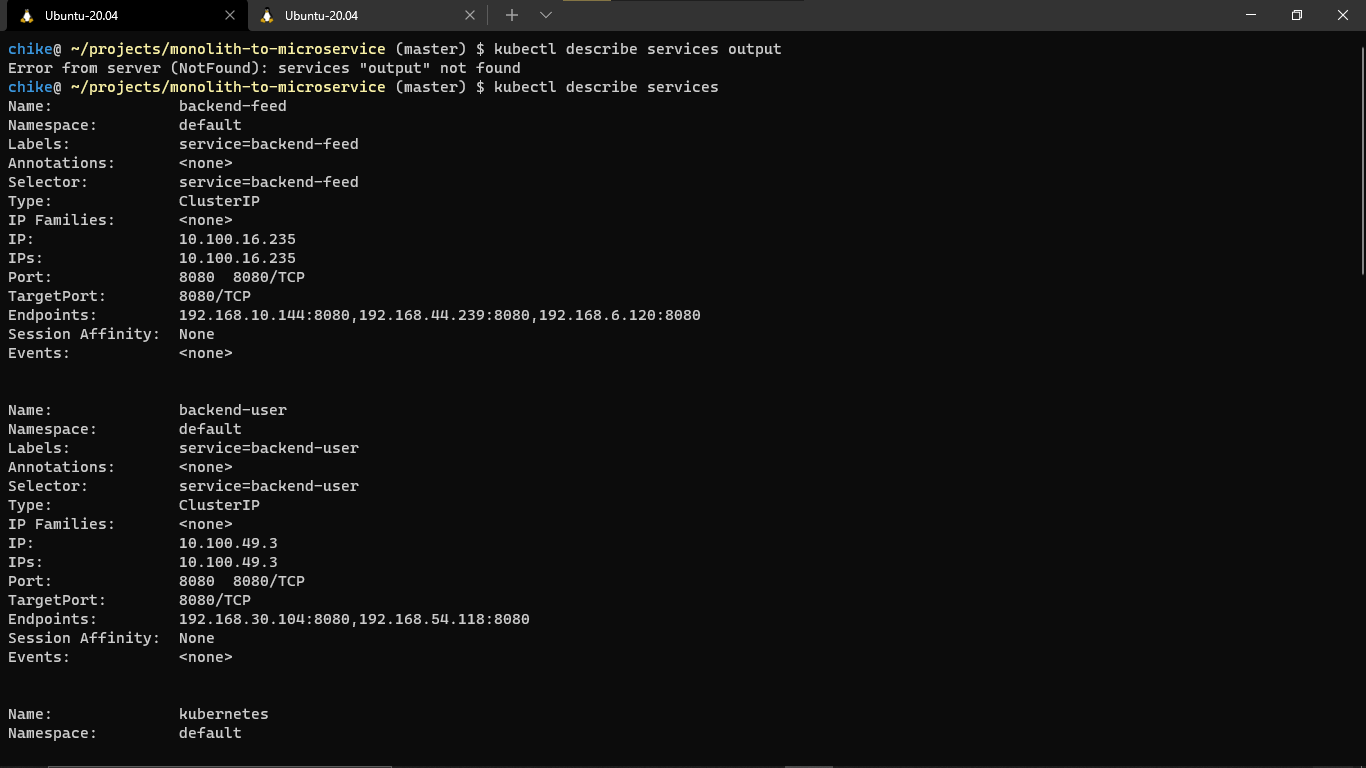 Ubuntu-20.04 Ubuntu-20.04
chike@ ~/projects/monolith-to-microservice (master) $ kubectl describe services output
Error from server (NotFound): services "output" not found
chike@ ~/projects/monolith-to-microservice (master) $ kubectl describe services
Name: backend-feed
Namespace: default
Labels: service=backend-feed
Annotations: <none>
Selector: service=backend-feed
Type: ClusterIP
IP Families: <none>
IP: 10.100.16.235
IPs: 10.100.16.235
Port: 8080 8080/TCP
TargetPort: 8080/TCP
Endpoints: 192.168.10.144:8080,192.168.44.239:8080,192.168.6.120:8080
Session Affinity: None
Events: <none>
Name: backend-user
Namespace: default
Labels: service=backend-user
Annotations: <none>
Selector: service=backend-user
Type: ClusterIP
IP Families: <none>
IP: 10.100.49.3
IPs: 10.100.49.3
Port: 8080 8080/TCP
TargetPort: 8080/TCP
Endpoints: 192.168.30.104:8080,192.168.54.118:8080
Session Affinity: None
Events: <none>
Name: kubernetes
Namespace: default